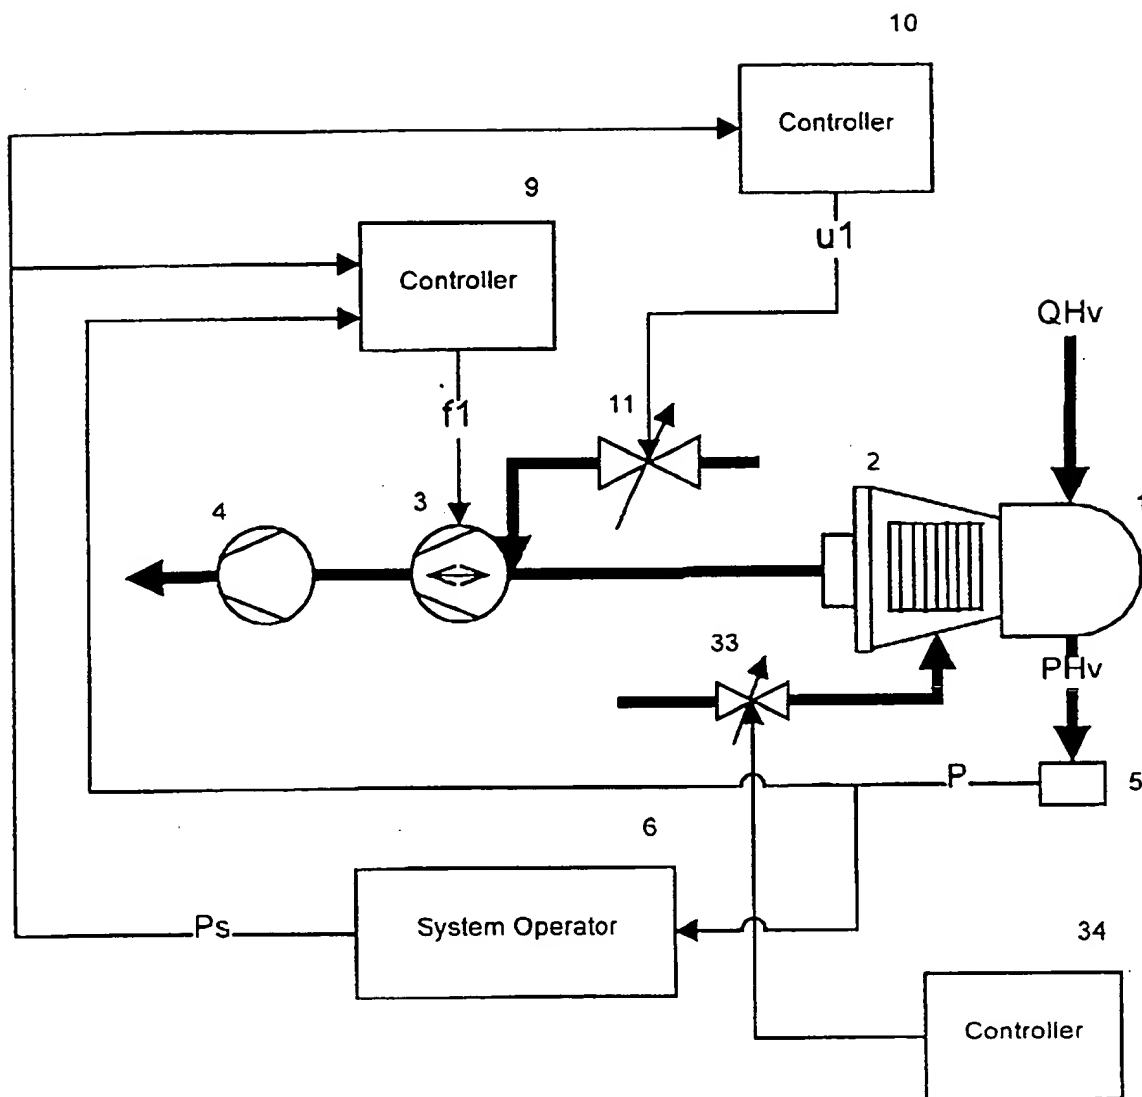 10
Controller
9
u1
Controller
QHv
f1
11
2
4
3
1
33
PHv
P
5
6
Ps
System Operator
34
Controller